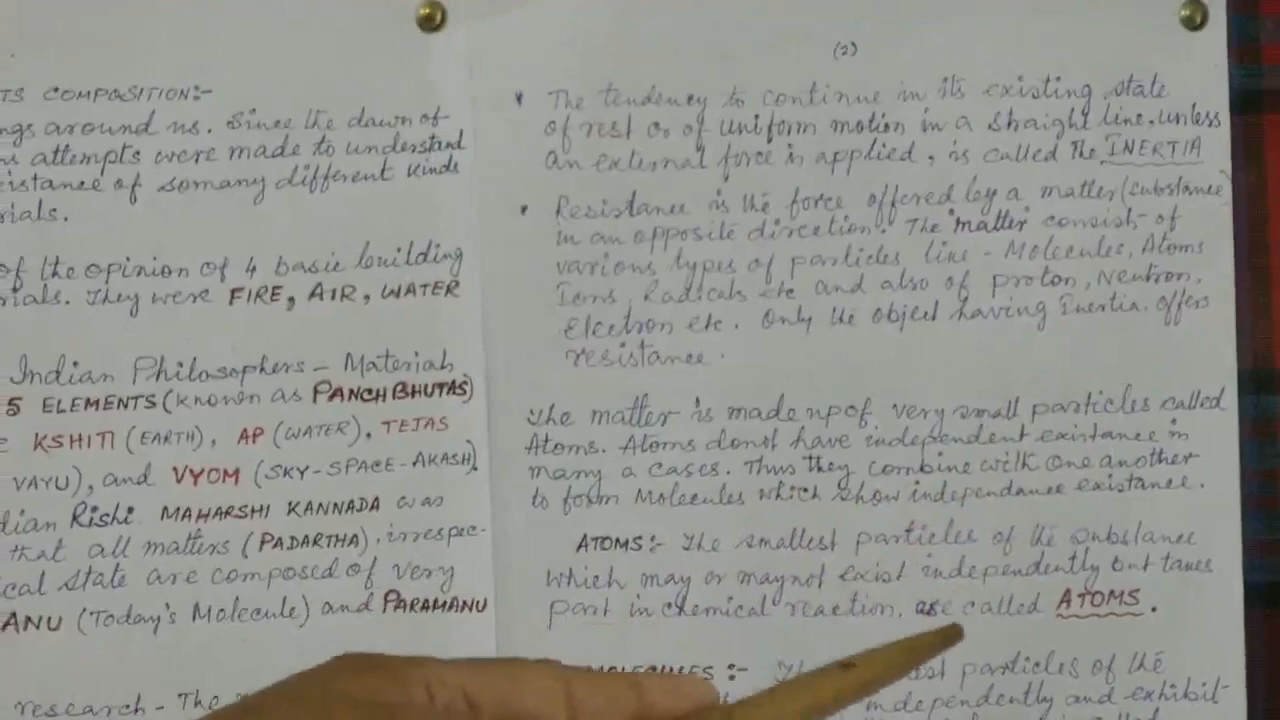 TS COMPOSITION:-
ngs around us. Since the dawn of
attempts were made to understand
istance of somany different kinds
rials.
of the opinion of 4 basic building
rials. They were FIRE, AIR, WATER
Indian Philosophers - Materials
5 ELEMENTS (known as PANCHBHUTAS)
KSHITI (EARTH), AP (WATER), TEJAS
VAYU), and VYOM (SKY-SPACE-AKASH)
dian Rishi MAHARSHI KANNADA was
that all matters (PADARTHA), irrespec-
cal state are composed of very
ANU (Today's Molecule) and PARAMANU
research - The
(2)
• The tendency to continue in its existing state
of rest or of uniform motion in a straight line, unless
an external force is applied, is called The INERTIA
• Resistance is the force offered by a matter (substance)
in an opposite direction. The "matter" consist of
various types of particles line - Molecules, Atoms
Ions, Radicals etc and also of proton, Neutron,
Electron etc. Only the object having Inertia. offers
resistance.
The matter is made up of very small particles called
Atoms. Atoms donot have independent existance in
many a cases. Thus they combine with one another
to form Molecules which show independance existance.
ATOMS:- The smallest particles of the substance
which may or maynot exist independently but takes
part in chemical reaction, are called ATOMS.
:- particles of the
independently and exhibit-